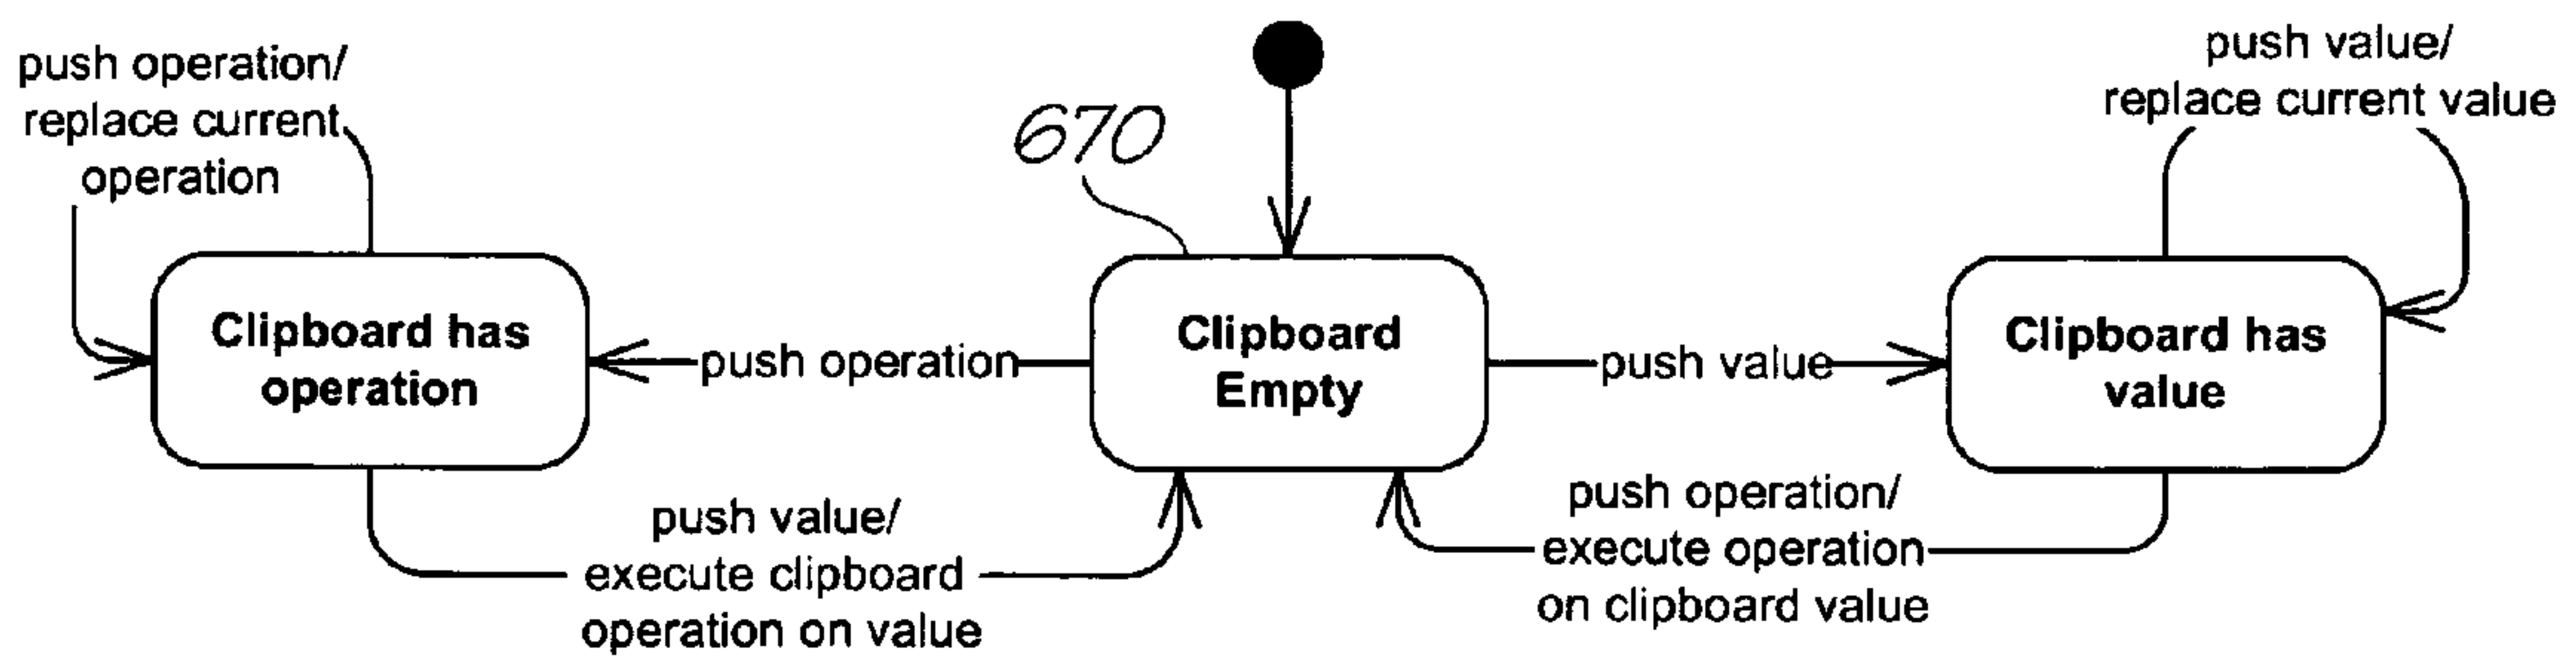 push operation/
replace current
operation
670
push value/
replace current value
Clipboard has
operation
push operation
Clipboard
Empty
push value
Clipboard has
value
push value/
execute clipboard
operation on value
push operation/
execute operation
on clipboard value